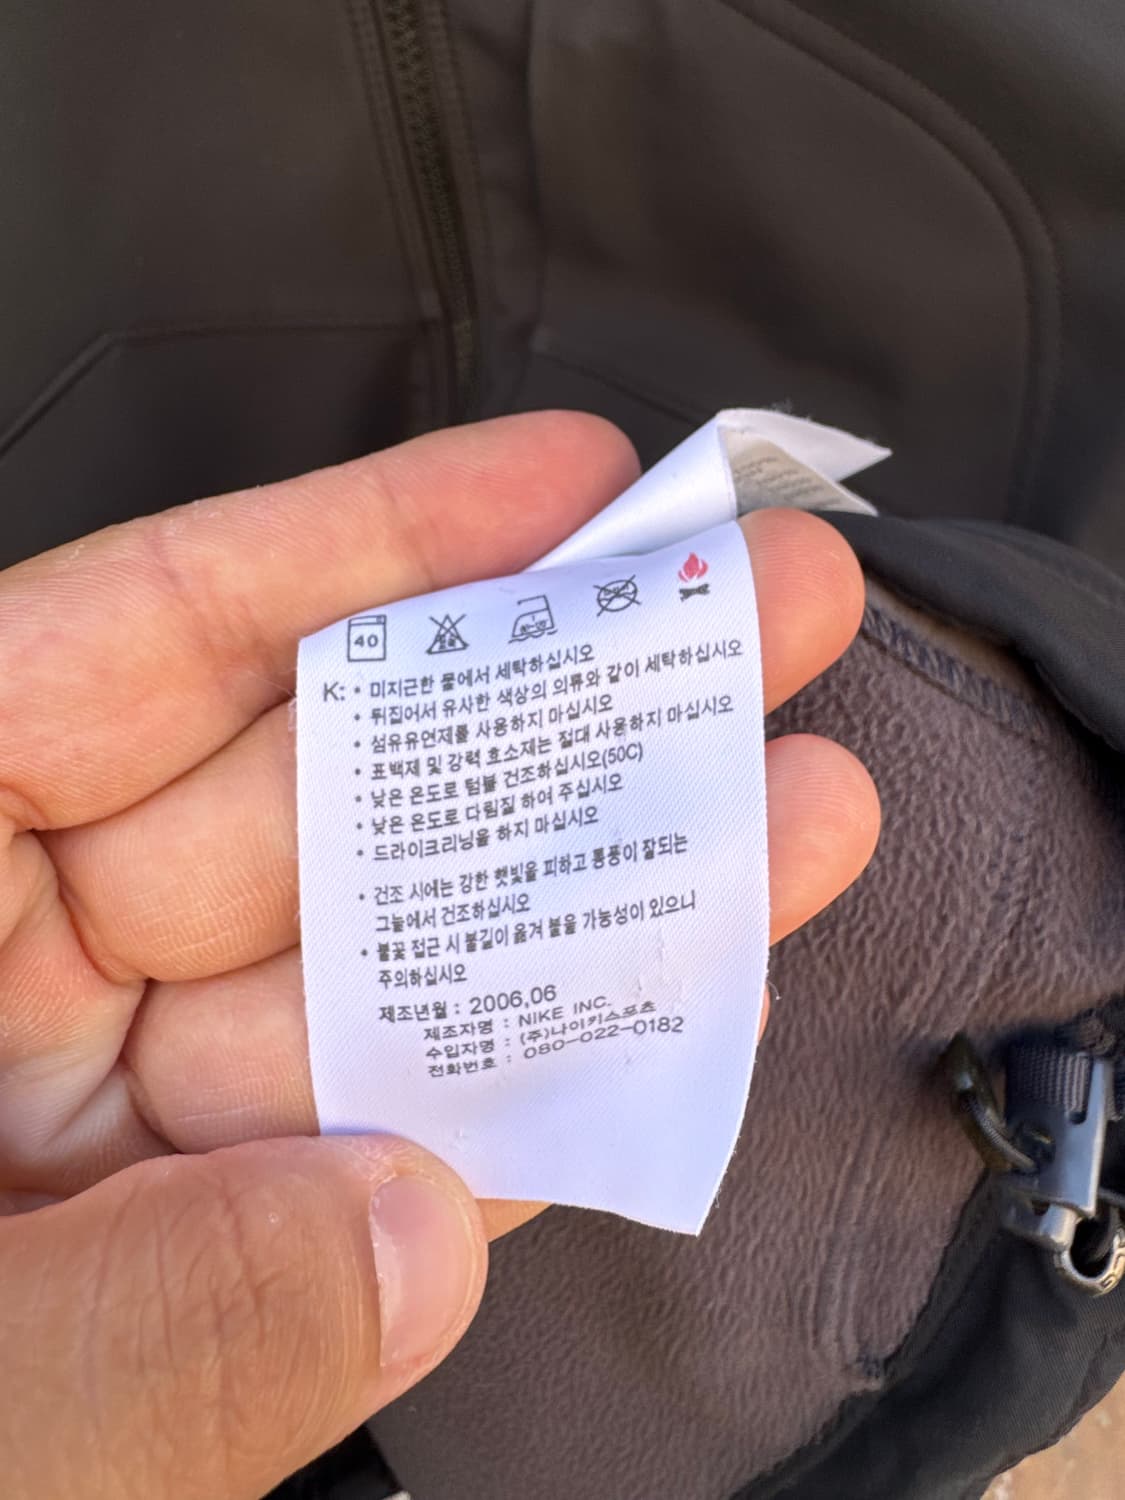 40
K: • 미지근한 물에서 세탁하십시오
• 뒤집어서 유사한 색상의 의류와 같이 세탁하십시오
• 섬유유연제를 사용하지 마십시오
• 표백제 및 강력 효소제는 절대 사용하지 마십시오
• 낮은 온도로 텀블 건조하십시오(50C)
• 낮은 온도로 다림질 하여 주십시오
• 드라이크리닝을 하지 마십시오
• 건조 시에는 강한 햇빛을 피하고 통풍이 잘되는
그늘에서 건조하십시오
• 불꽃 접근 시 불길이 옮겨 붙을 가능성이 있으니
주의하십시오
제조년월 : 2006.06
제조자명 : NIKE INC.
수입자명 : (주)나이키스포츠
전화번호 : 080-022-0182